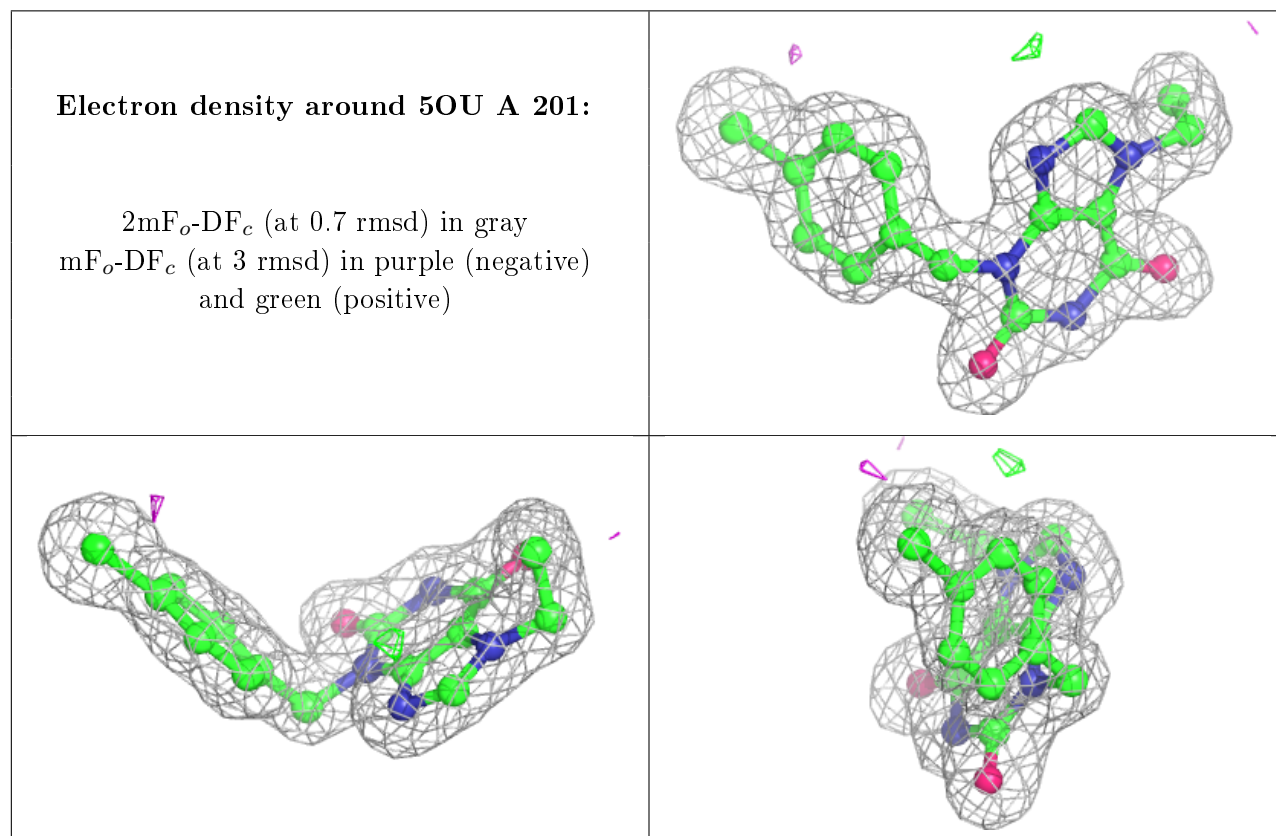 Electron density around 5OU A 201:
2mFo-DFc (at 0.7 rmsd) in gray
mFo-DFc (at 3 rmsd) in purple (negative)
and green (positive)